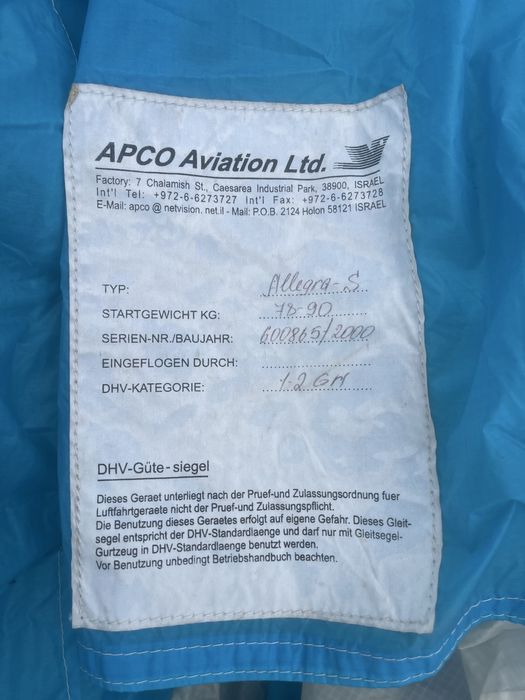 APCO Aviation Ltd.
Factory: 7 Chalamish St., Caesarea Industrial Park, 38900, ISRAEL
Int'l Tel: +972-6-6273727 Int'l Fax: +972-6-6273728
E-Mail: apco @ netvision. net.il - Mail: P.O.B. 2124 Holon 58121 ISRAEL
TYP: Allegra-S
STARTGEWICHT KG: 78-90
SERIEN-NR./BAUJAHR: 600865/2000
EINGEFLOGEN DURCH:
DHV-KATEGORIE: 1-2 GH
DHV-Güte-siegel
Dieses Geraet unterliegt nach der Pruef-und Zulassungsordnung fuer
Luftfahrtgeraete nicht der Pruef-und Zulassungspflicht.
Die Benutzung dieses Geraetes erfolgt auf eigene Gefahr. Dieses Gleit-
segel entspricht der DHV-Standardlaenge und darf nur mit Gleitsegel-
Gurtzeug in DHV-Standardlaenge benutzt werden.
Vor Benutzung unbedingt Betriebshandbuch beachten.